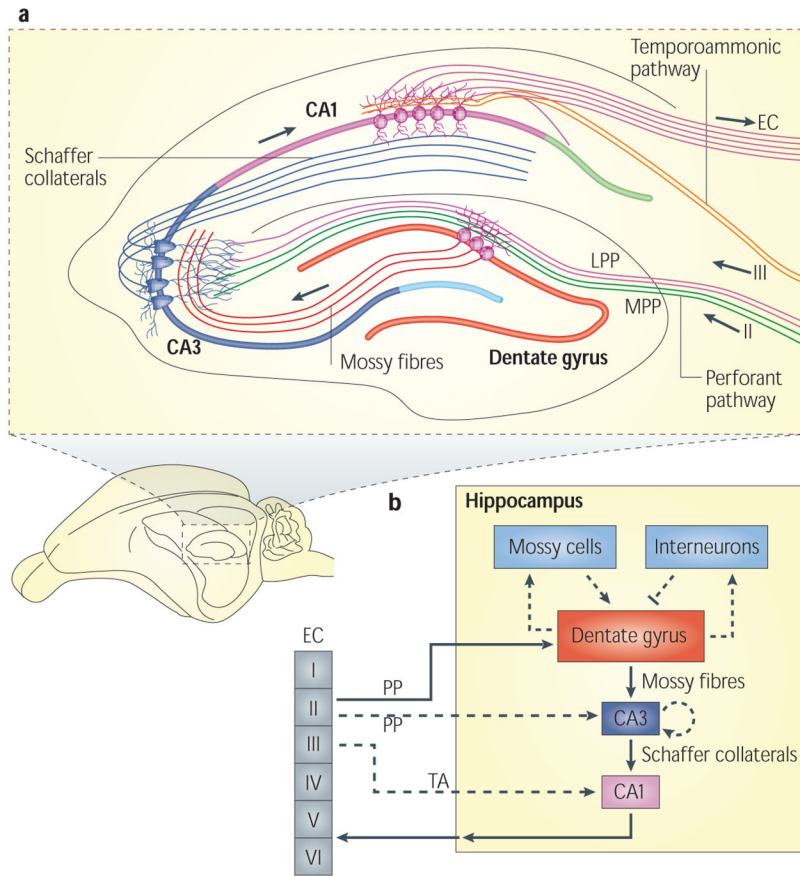 a
Temporoammonic
pathway
CA1
EC
Schaffer
collaterals
LPP
III
MPP
II
CA3
Mossy fibres
Dentate gyrus
Perforant
pathway
b
Hippocampus
Mossy cells
Interneurons
EC
Dentate gyrus
I
PP
Mossy fibres
II
PP
CA3
III
Schaffer collaterals
IV
TA
CA1
V
VI